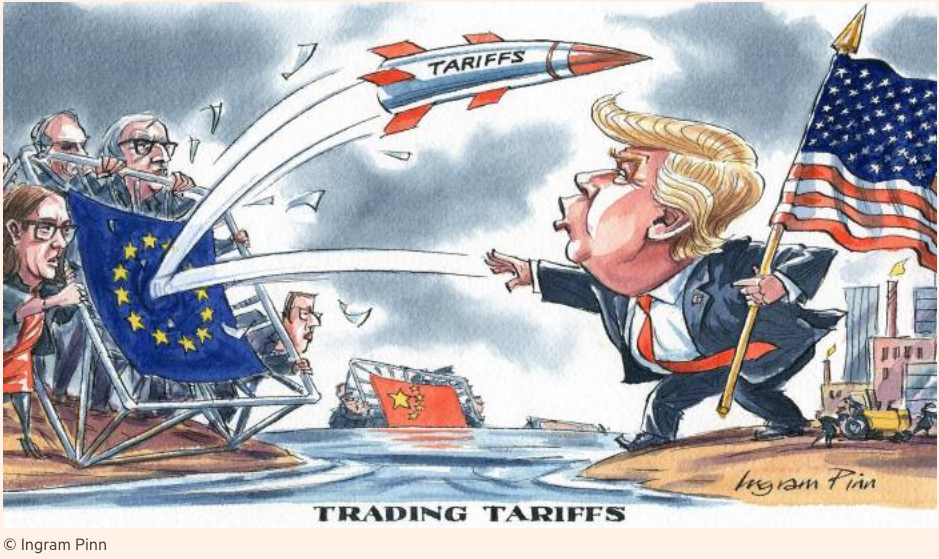 TARIFFS
Ingram Pinn
TRADING TARIFFS
© Ingram Pinn